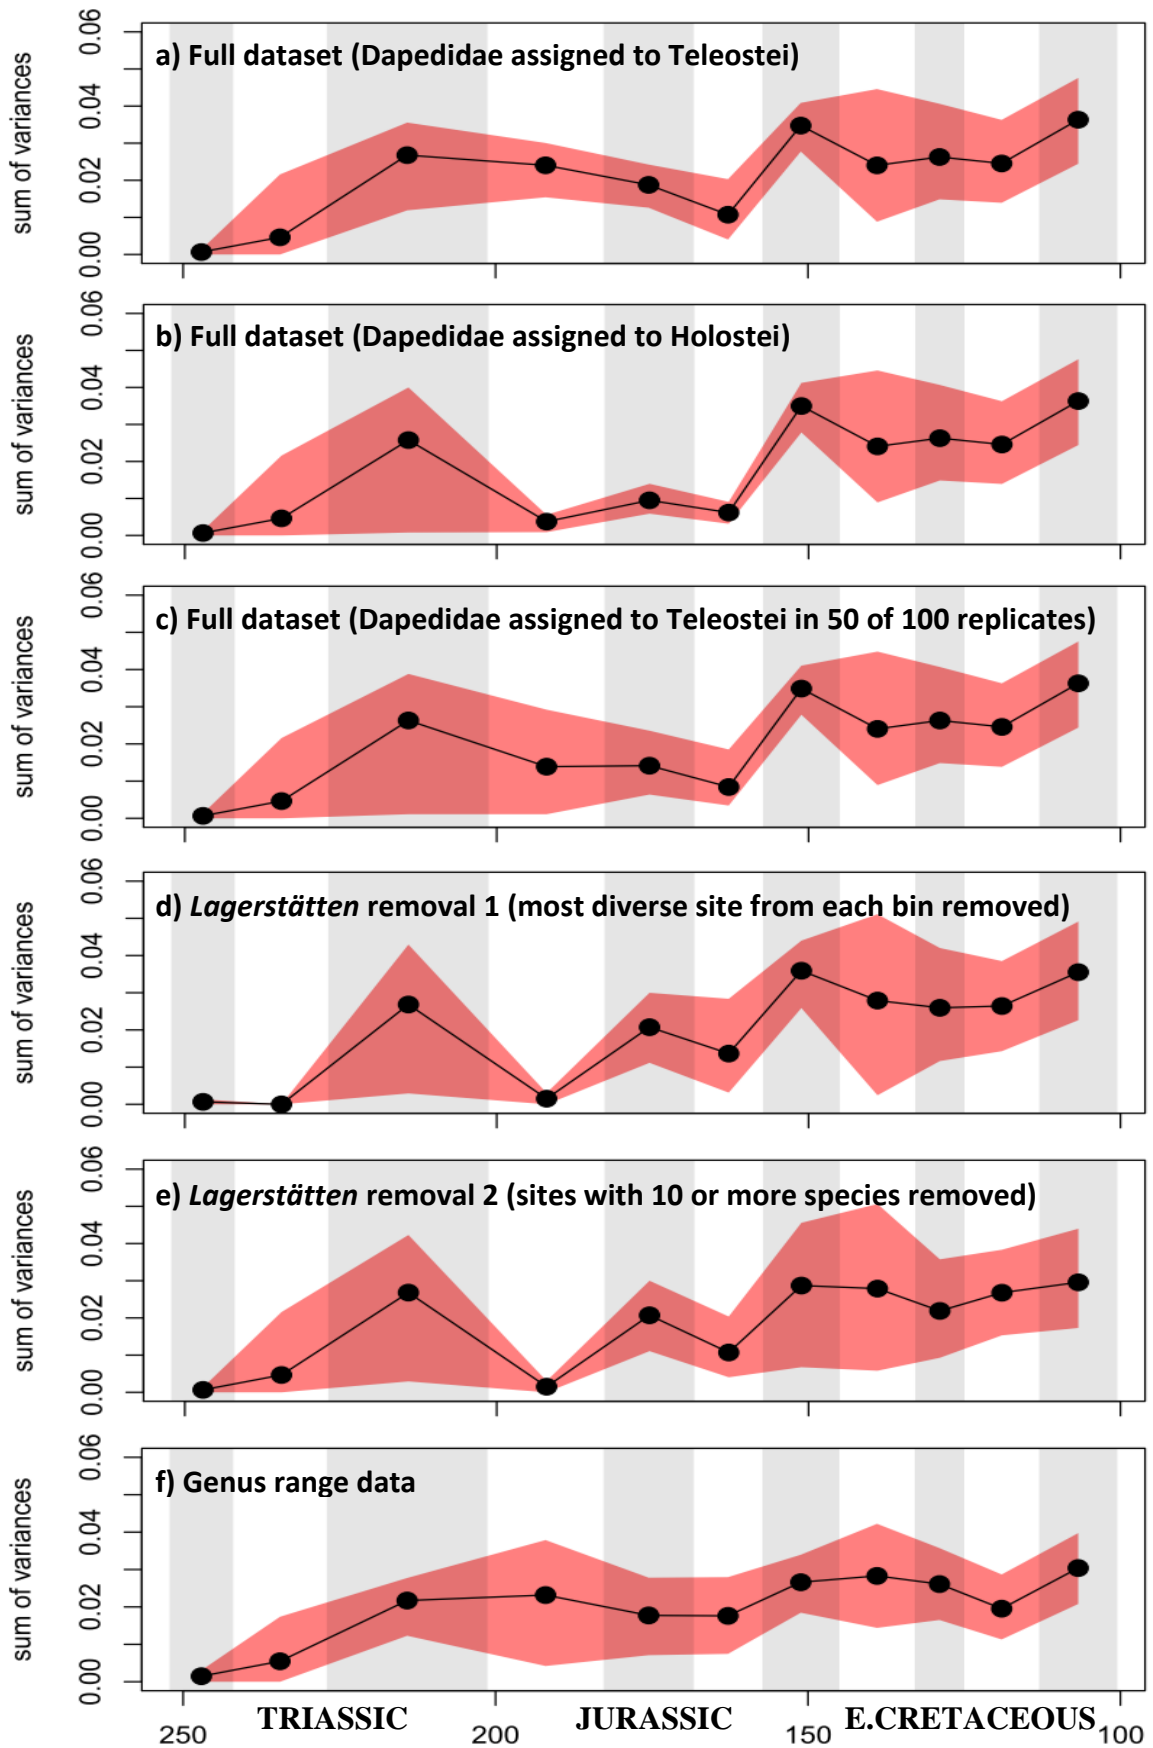 a) Full dataset (Dapedidae assigned to Teleostei)
sum of variances
0.00 0.02 0.04 0.06
b) Full dataset (Dapedidae assigned to Holostei)
sum of variances
0.00 0.02 0.04 0.06
c) Full dataset (Dapedidae assigned to Teleostei in 50 of 100 replicates)
sum of variances
0.00 0.02 0.04 0.06
d) Lagerstätten removal 1 (most diverse site from each bin removed)
sum of variances
0.00 0.02 0.04 0.06
e) Lagerstätten removal 2 (sites with 10 or more species removed)
sum of variances
0.00 0.02 0.04 0.06
f) Genus range data
sum of variances
0.00 0.02 0.04 0.06
TRIASSIC JURASSIC E.CRETACEOUS
250 200 150 100